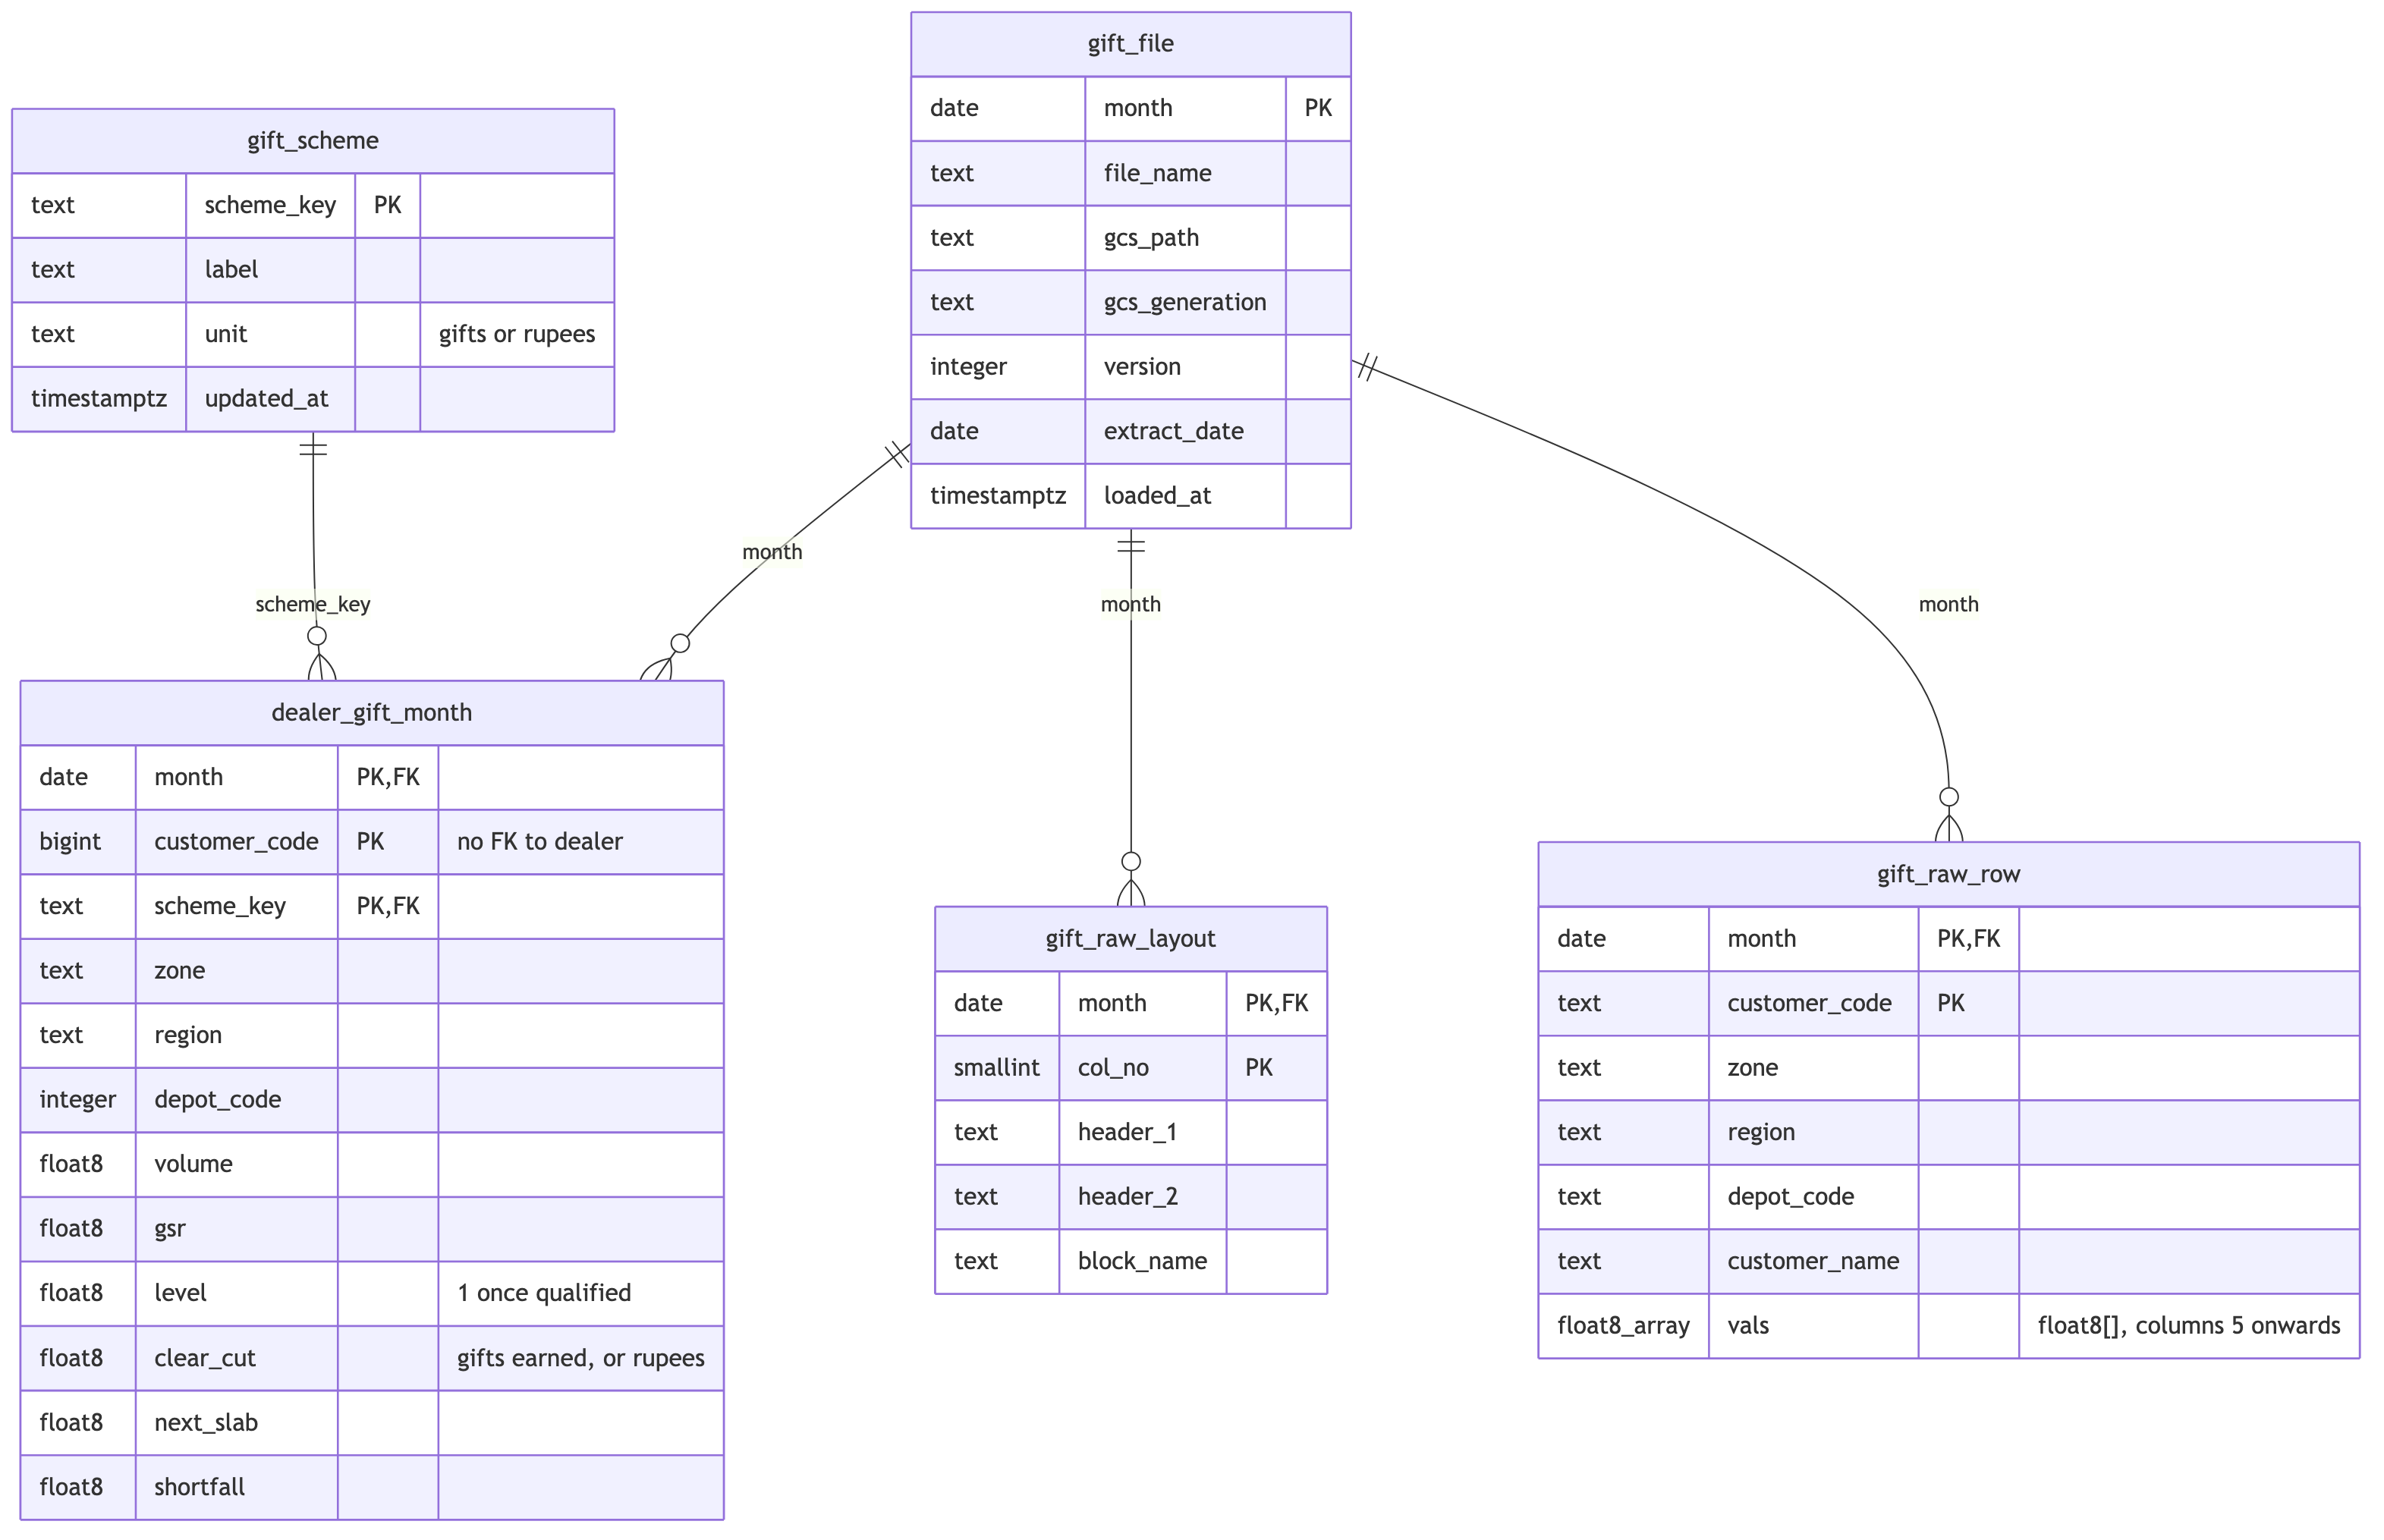 gift_file
date month PK
text file_name
text gcs_path
text gcs_generation
integer version
date extract_date
timestamptz loaded_at
gift_scheme
text scheme_key PK
text label
text unit gifts or rupees
timestamptz updated_at
month
scheme_key
month
month
dealer_gift_month
date month PK,FK
bigint customer_code PK no FK to dealer
text scheme_key PK,FK
text zone
text region
integer depot_code
float8 volume
float8 gsr
float8 level 1 once qualified
float8 clear_cut gifts earned, or rupees
float8 next_slab
float8 shortfall
gift_raw_layout
date month PK,FK
smallint col_no PK
text header_1
text header_2
text block_name
gift_raw_row
date month PK,FK
text customer_code PK
text zone
text region
text depot_code
text customer_name
float8_array vals float8[], columns 5 onwards